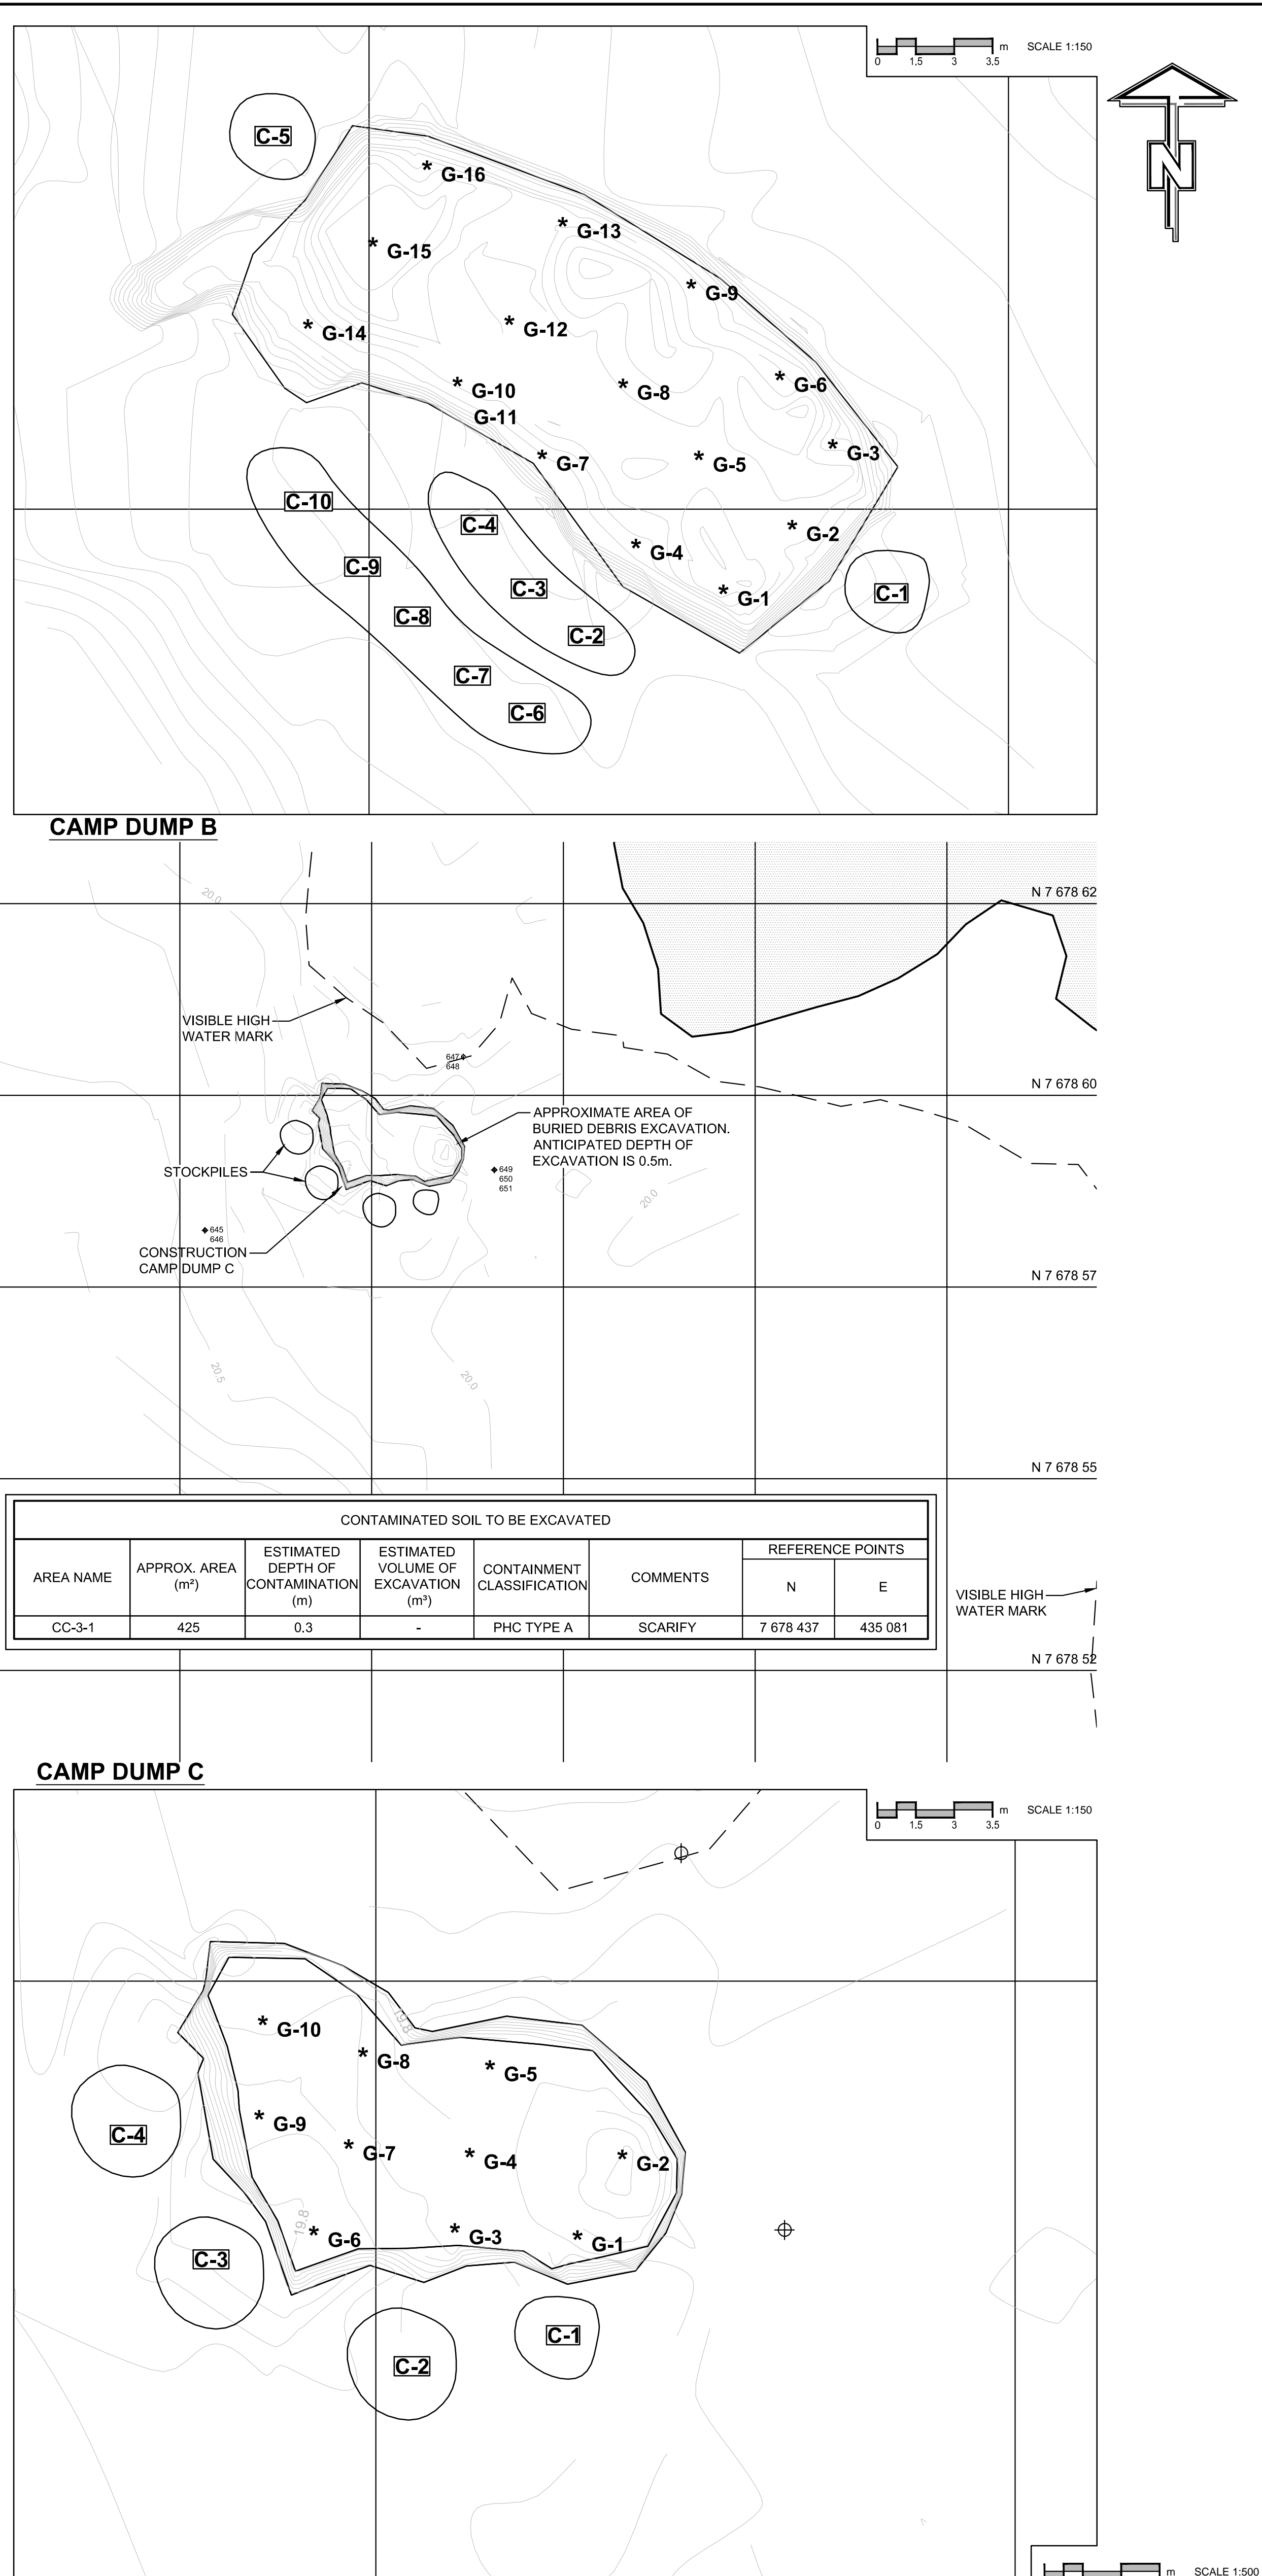 SCALE 1:150
m
0 1.5 3 3.5
N
C-5
G-16
G-13
G-15
G-9
G-14
G-12
G-6
G-10
G-8
G-11
G-3
G-7
G-5
C-10
C-4
G-2
G-4
C-9
C-3
C-1
G-1
C-8
C-2
C-7
C-6
CAMP DUMP B
20.0
N 7 678 62
VISIBLE HIGH
WATER MARK
647
648
N 7 678 60
APPROXIMATE AREA OF
BURIED DEBRIS EXCAVATION.
ANTICIPATED DEPTH OF
EXCAVATION IS 0.5m.
STOCKPILES
649
650
651
20.0
645
646
CONSTRUCTION
CAMP DUMP C
N 7 678 57
20.5
20.0
N 7 678 55
CONTAMINATED SOIL TO BE EXCAVATED
AREA NAME
APPROX. AREA
(m²)
ESTIMATED
DEPTH OF
CONTAMINATION
(m)
ESTIMATED
VOLUME OF
EXCAVATION
(m³)
CONTAINMENT
CLASSIFICATION
COMMENTS
REFERENCE POINTS
N E
CC-3-1 425 0.3 - PHC TYPE A SCARIFY 7 678 437 435 081
VISIBLE HIGH
WATER MARK
N 7 678 52
CAMP DUMP C
SCALE 1:150
m
0 1.5 3 3.5
19.8
G-10
G-8
G-5
G-9
C-4
G-7
G-4
G-2
19.8
G-6
G-3
G-1
C-3
C-1
C-2
m SCALE 1:500